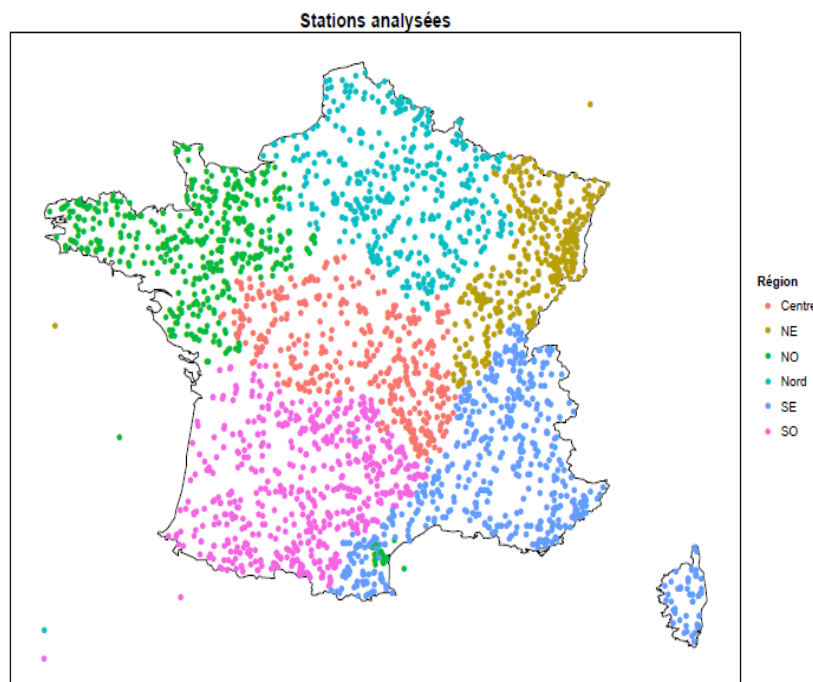 Stations analysées
Région
Centre
NE
NO
Nord
SE
SO